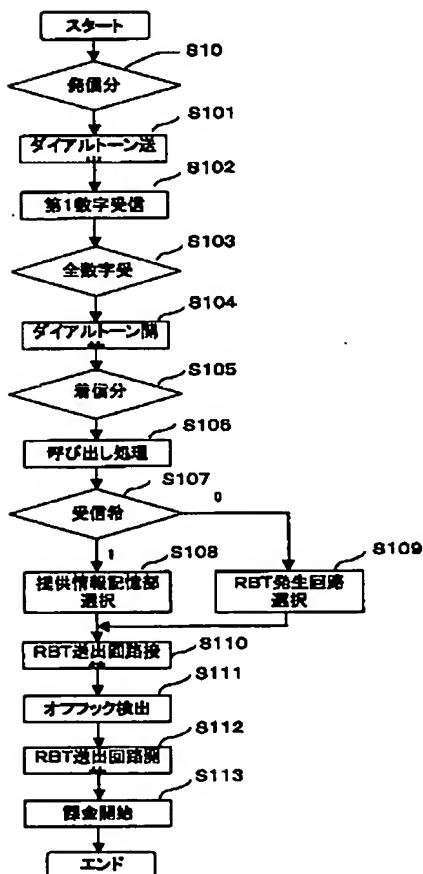 スタート
S10
発信分
S101
ダイアルトーン送
S102
第1数字受信
S103
全数字受
S104
ダイアルトーン開
S105
着信分
S106
呼び出し処理
S107
受信希
0
1
S108
提供情報記憶部
選択
S109
RBT発生回路
選択
RBT送出回路接
S110
S111
オフフック検出
S112
RBT送出回路開
S113
課金開始
エンド